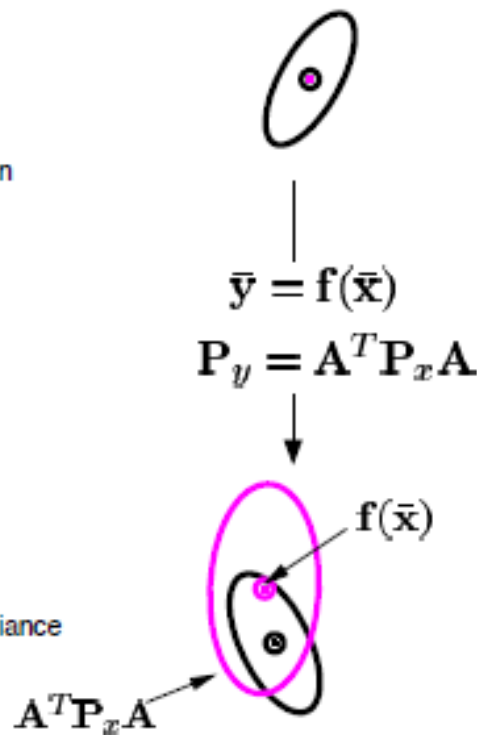 n
ȳ = f(x̄)
P_y = A^T P_x A
f(x̄)
iance
A^T P_x A